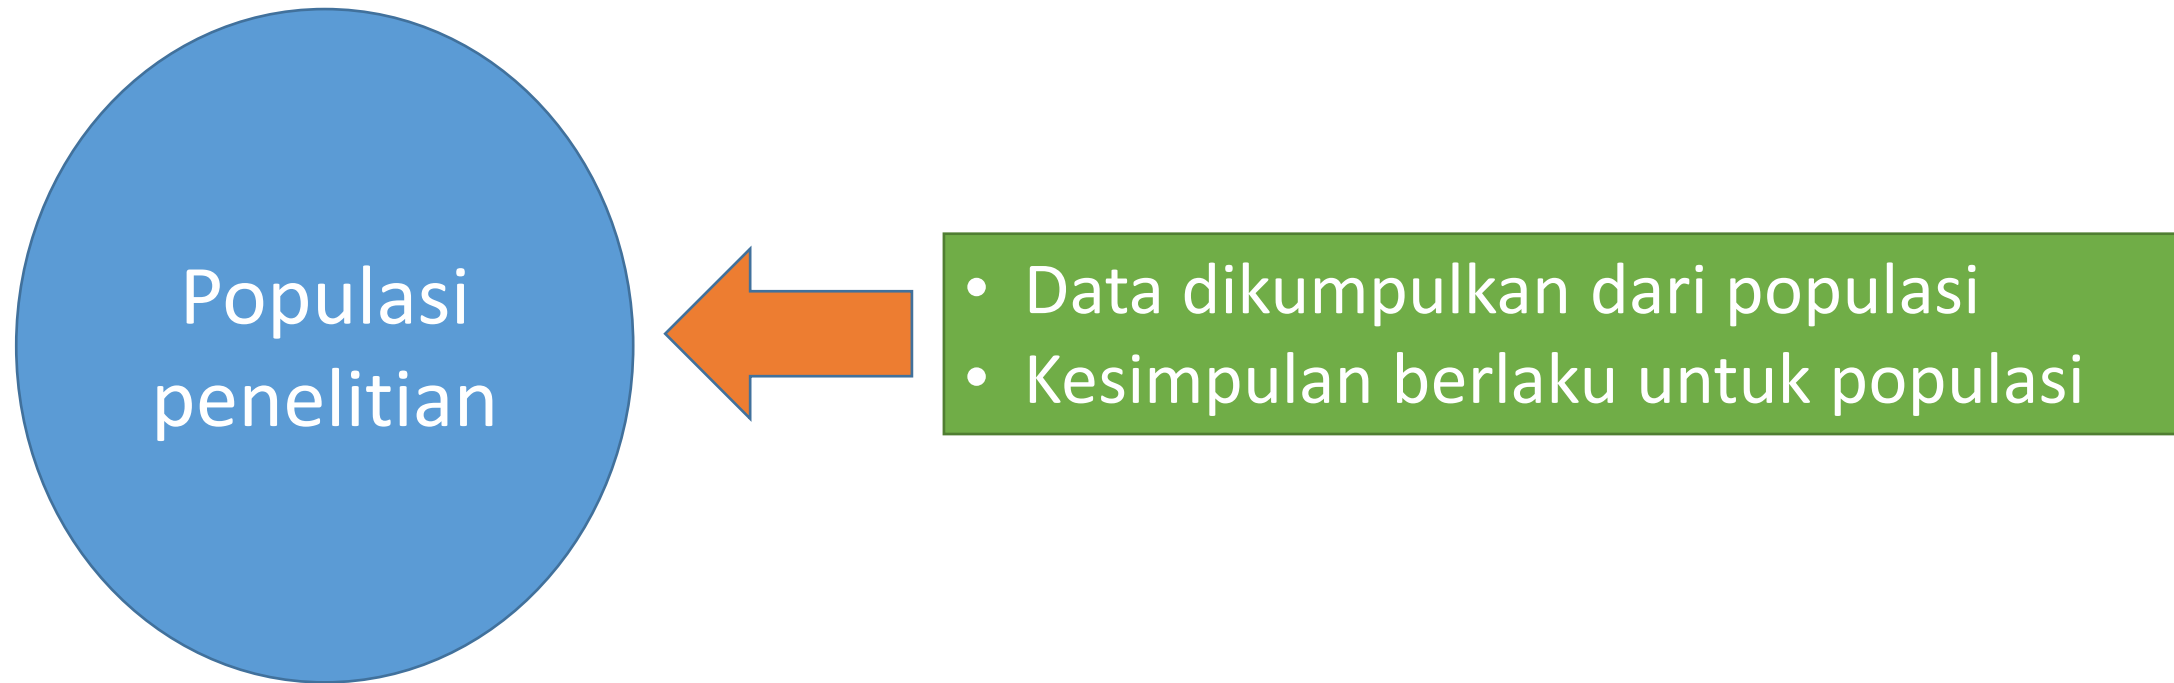 Populasi
penelitian
• Data dikumpulkan dari populasi
• Kesimpulan berlaku untuk populasi